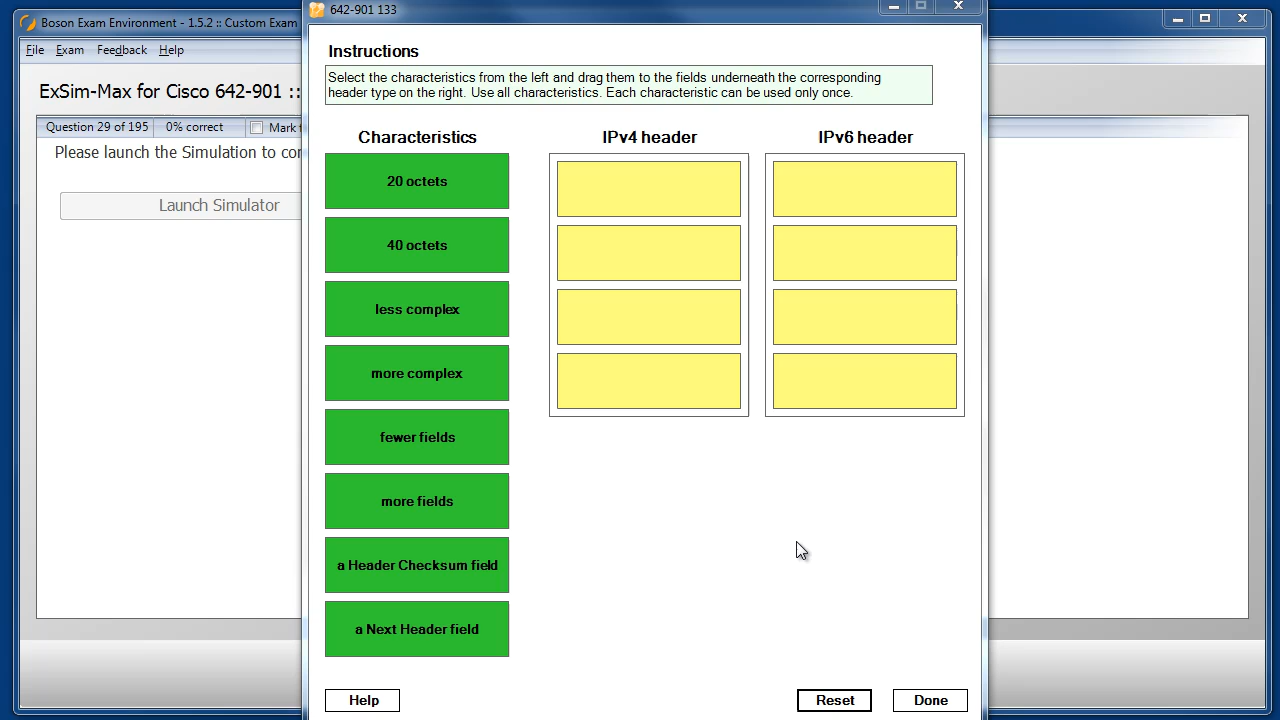 Boson Exam Environment - 1.5.2 :: Custom Exam
642-901 133
File Exam Feedback Help
ExSim-Max for Cisco 642-901 ::
Question 29 of 195
0% correct
Mark
Please launch the Simulation to
Launch Simulator
Instructions
Select the characteristics from the left and drag them to the fields underneath the corresponding
header type on the right. Use all characteristics. Each characteristic can be used only once.
Characteristics
IPv4 header
IPv6 header
20 octets
40 octets
less complex
more complex
fewer fields
more fields
a Header Checksum field
a Next Header field
Help
Reset
Done